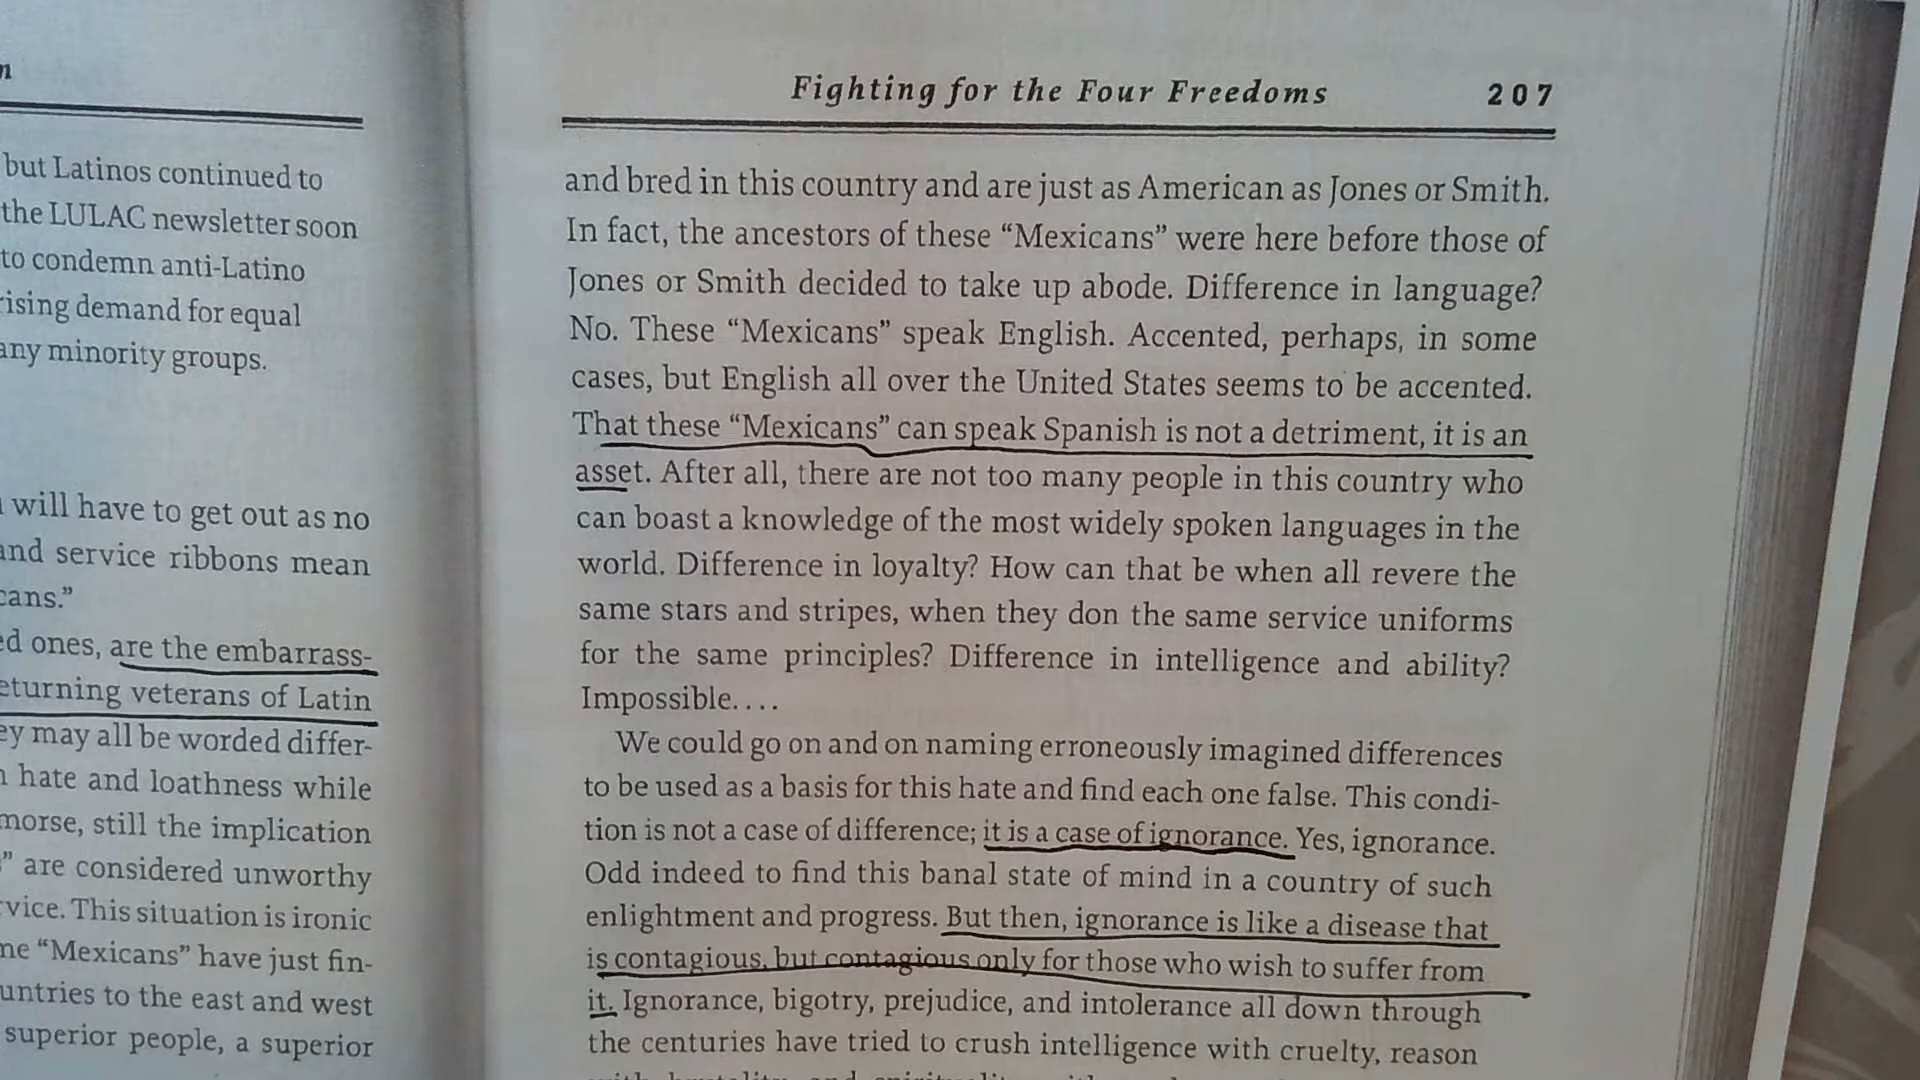 but Latinos continued to
the LULAC newsletter soon
to condemn anti-Latino
rising demand for equal
any minority groups.
will have to get out as no
and service ribbons mean
cans.”
ed ones, are the embarrass-
eturning veterans of Latin
ey may all be worded differ-
hate and loathness while
morse, still the implication
” are considered unworthy
rvice. This situation is ironic
me “Mexicans” have just fin-
untries to the east and west
superior people, a superior
Fighting for the Four Freedoms 207
and bred in this country and are just as American as Jones or Smith.
In fact, the ancestors of these “Mexicans” were here before those of
Jones or Smith decided to take up abode. Difference in language?
No. These “Mexicans” speak English. Accented, perhaps, in some
cases, but English all over the United States seems to be accented.
That these “Mexicans” can speak Spanish is not a detriment, it is an
asset. After all, there are not too many people in this country who
can boast a knowledge of the most widely spoken languages in the
world. Difference in loyalty? How can that be when all revere the
same stars and stripes, when they don the same service uniforms
for the same principles? Difference in intelligence and ability?
Impossible....
We could go on and on naming erroneously imagined differences
to be used as a basis for this hate and find each one false. This condi-
tion is not a case of difference; it is a case of ignorance. Yes, ignorance.
Odd indeed to find this banal state of mind in a country of such
enlightment and progress. But then, ignorance is like a disease that
is contagious, but contagious only for those who wish to suffer from
it. Ignorance, bigotry, prejudice, and intolerance all down through
the centuries have tried to crush intelligence with cruelty, reason